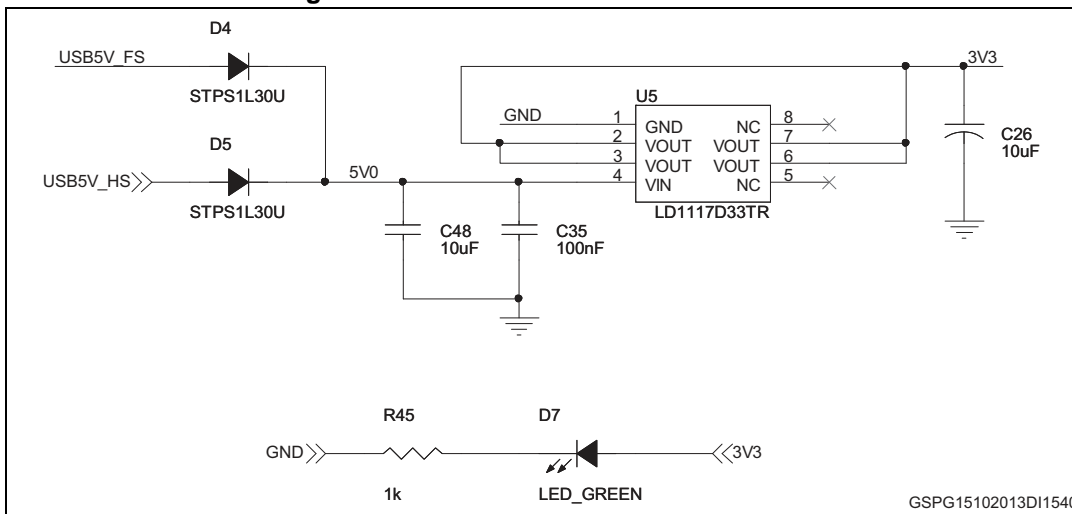 D4
USB5V_FS
STPS1L30U
D5
USB5V_HS
STPS1L30U
5V0
C48
10uF
C35
100nF
U5
GND
1 GND NC 8
2 VOUT VOUT 7
3 VOUT VOUT 6
4 VIN NC 5
LD1117D33TR
3V3
C26
10uF
R45
D7
GND
3V3
1k
LED_GREEN
GSPG15102013DI1540